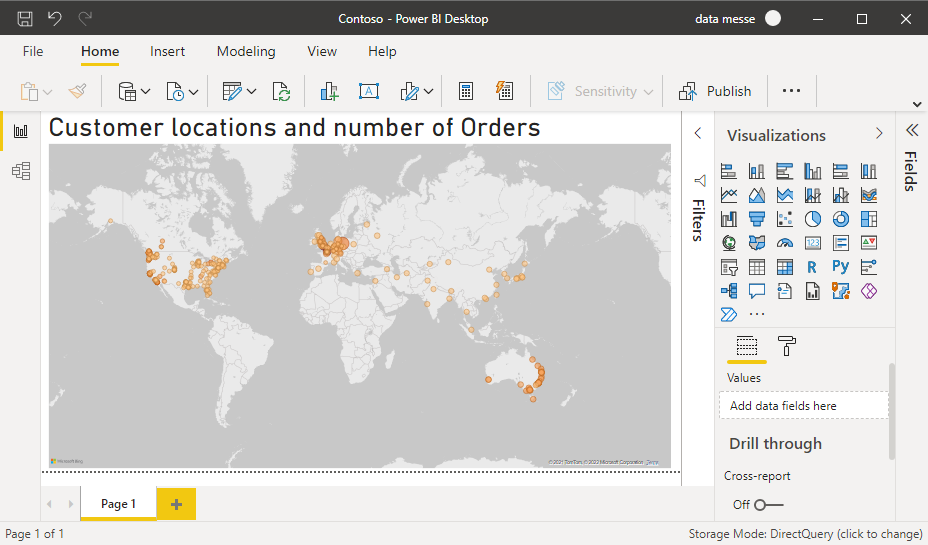 Contoso - Power BI Desktop
data messe
File Home Insert Modeling View Help
Sensitivity
Publish
Customer locations and number of Orders
Filters
Visualizations
Fields
123
R Py
Values
Add data fields here
Drill through
Cross-report
Off
Microsoft Bing
© 2021 TomTom © 2022 Microsoft Corporation Terms
Page 1
Page 1 of 1
Storage Mode: DirectQuery (click to change)